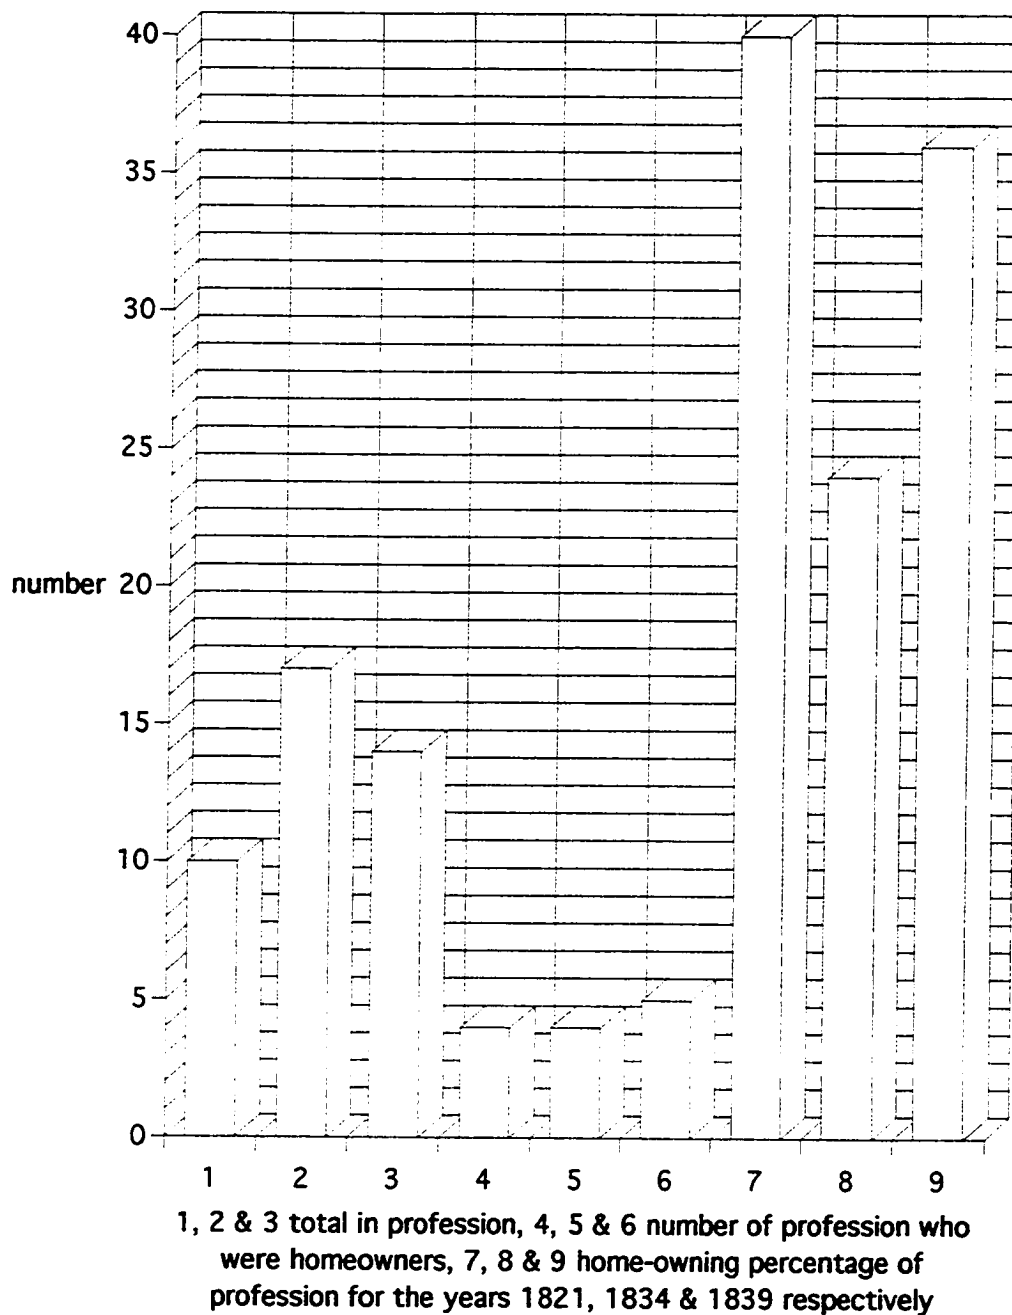 40
35
30
25
number 20
15
10
5
0
1 2 3 4 5 6 7 8 9
1, 2 & 3 total in profession, 4, 5 & 6 number of profession who
were homeowners, 7, 8 & 9 home-owning percentage of
profession for the years 1821, 1834 & 1839 respectively